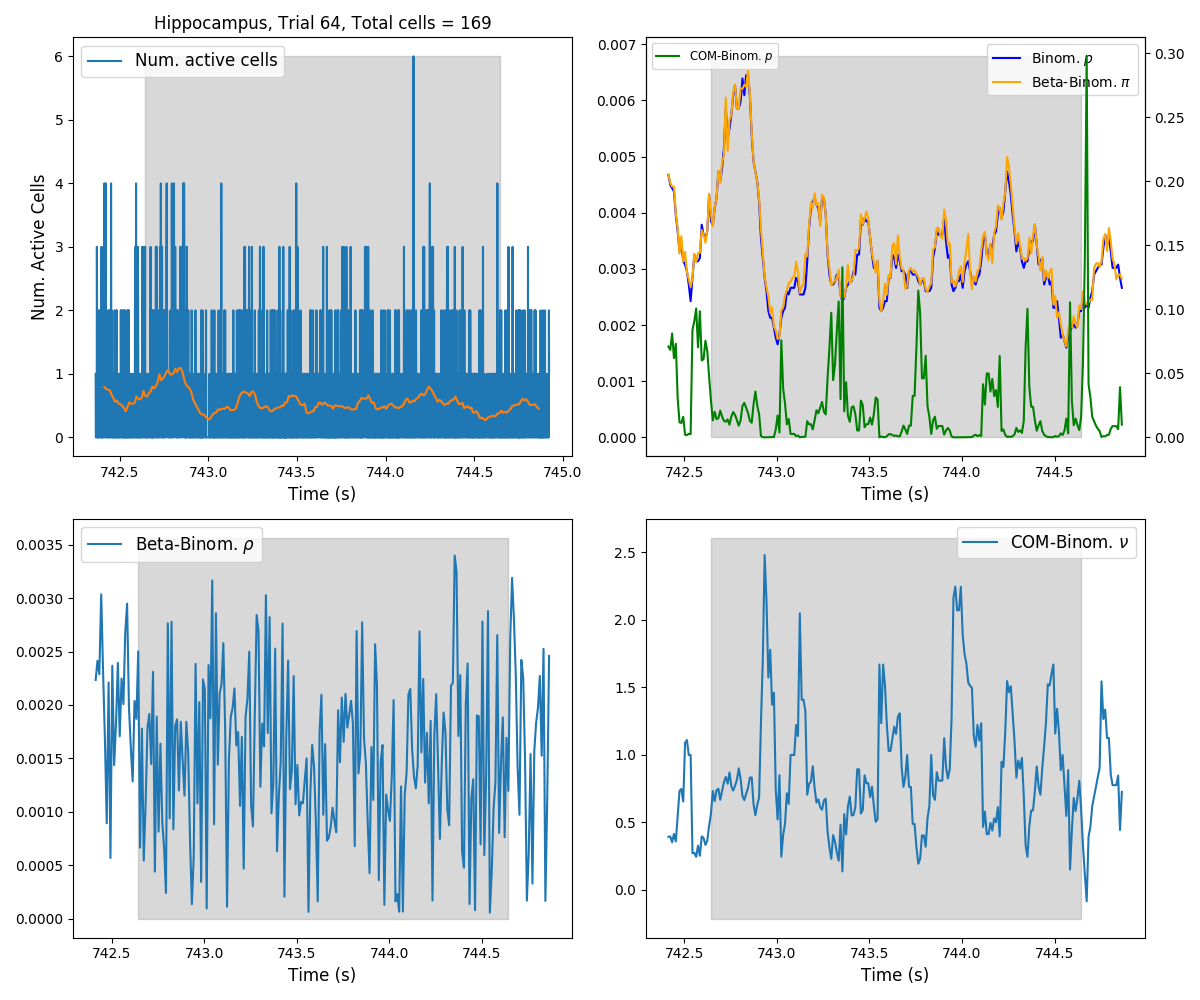 Hippocampus, Trial 64, Total cells = 169
Num. active cells
Num. Active Cells
6
5
4
3
2
1
0
742.5 743.0 743.5 744.0 744.5 745.0
Time (s)
COM-Binom. p
Binom. p
Beta-Binom. π
0.007
0.006
0.005
0.004
0.003
0.002
0.001
0.000
0.30
0.25
0.20
0.15
0.10
0.05
0.00
742.5 743.0 743.5 744.0 744.5
Time (s)
Beta-Binom. ρ
0.0035
0.0030
0.0025
0.0020
0.0015
0.0010
0.0005
0.0000
742.5 743.0 743.5 744.0 744.5
Time (s)
COM-Binom. ν
2.5
2.0
1.5
1.0
0.5
0.0
742.5 743.0 743.5 744.0 744.5
Time (s)